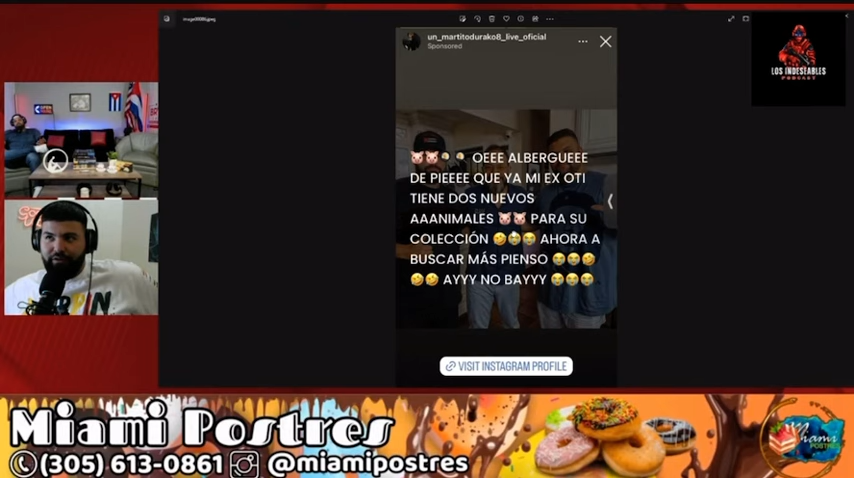 image00086.jpeg
un_martitodurako8_live_oficial
Sponsored
LOS INDESEABLES
PODCAST
🐷🐷👀 OEEE ALBERGUEEE
DE PIEEEE QUE YA MI EX OTI
TIENE DOS NUEVOS
AAANIMALES 🐷🐷 PARA SU
COLECCIÓN 🤣😭😭 AHORA A
BUSCAR MÁS PIENSO 😭😭🤣
🤣🤣 AYYY NO BAYYY 😭😭😭
VISIT INSTAGRAM PROFILE
Miami Postres
(305) 613-0861 @miamipostres
Miami
POSTRES